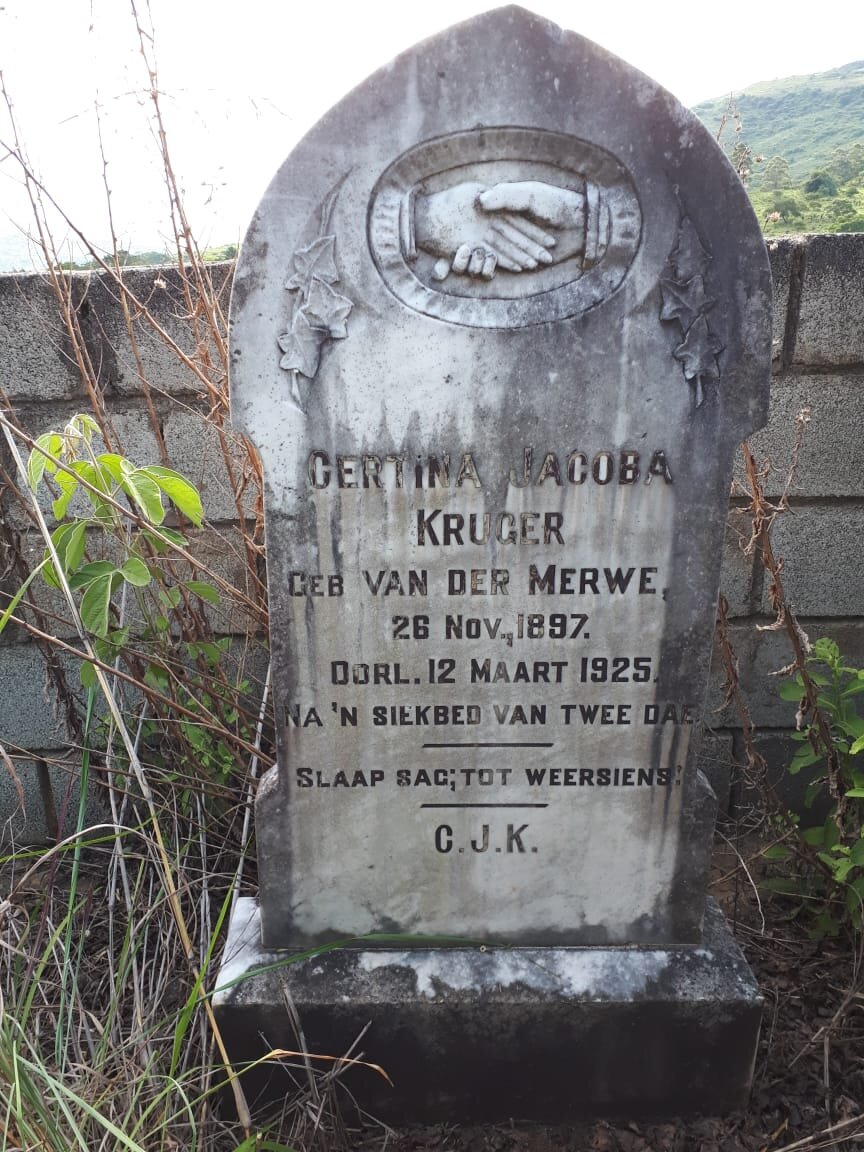 GERTINA JACOBA
KRUGER
GEB VAN DER MERWE,
26 NOV., 1897.
OORL. 12 MAART 1925.
NA 'N SIEKBED VAN TWEE DAE
SLAAP SAG; TOT WEERSIENS!
G.J.K.